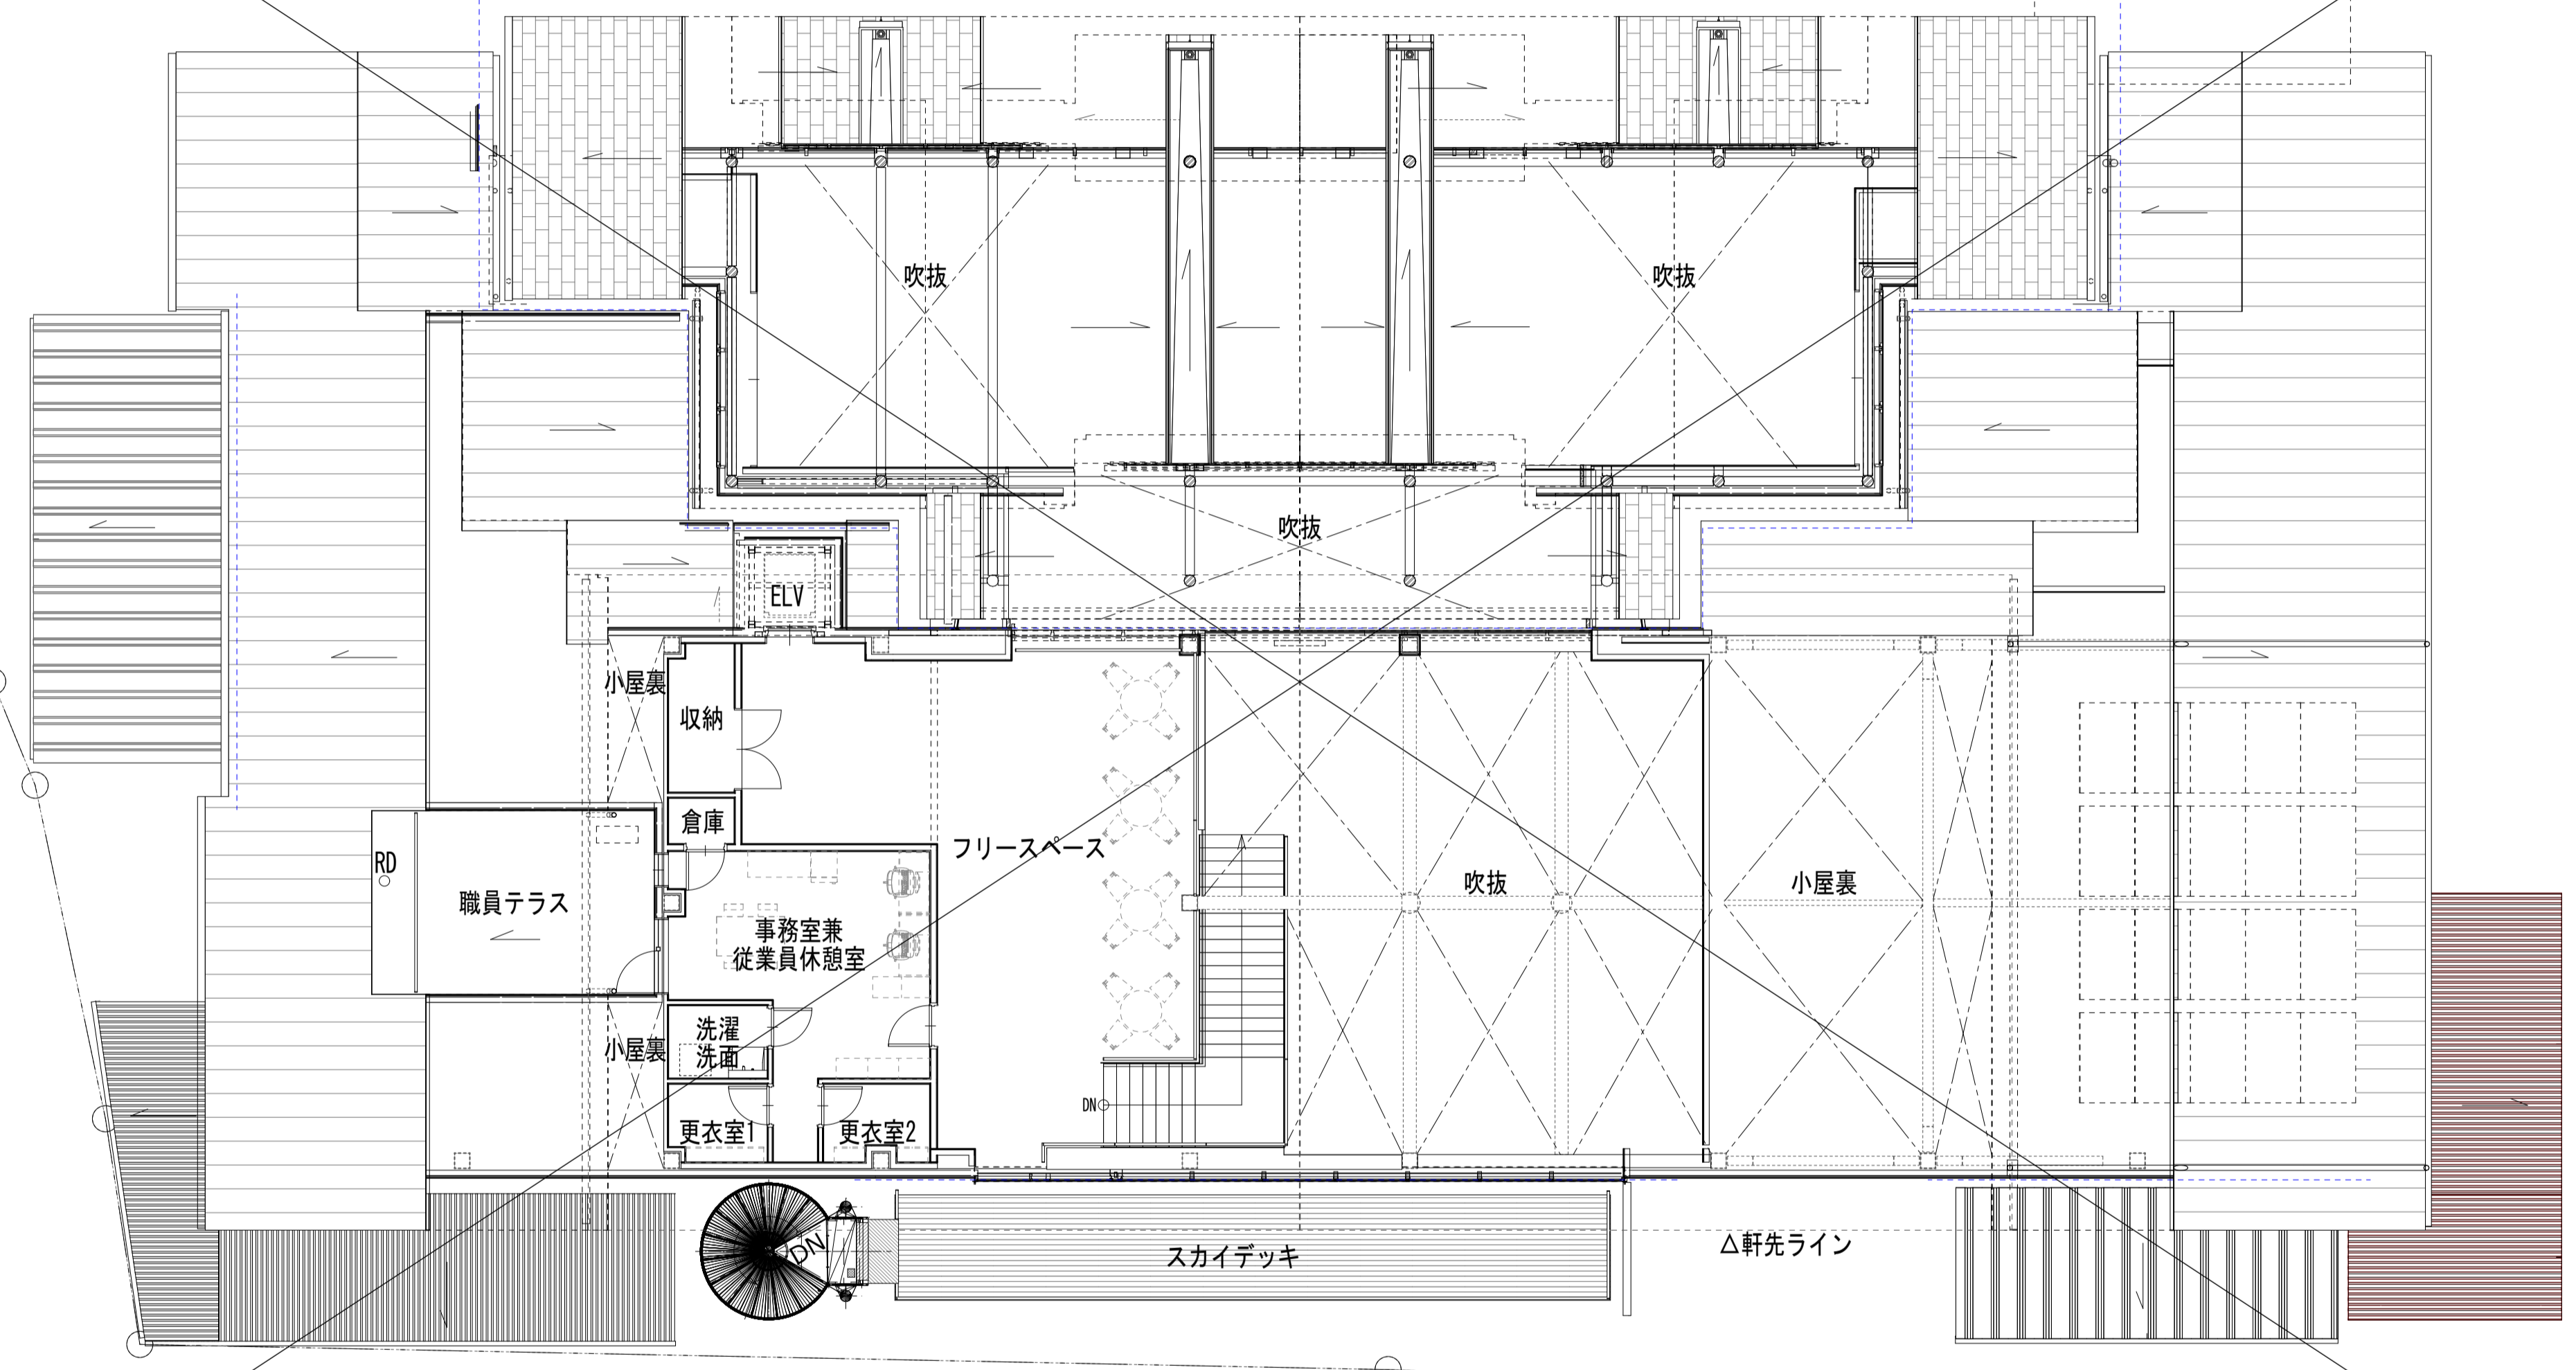 吹抜
吹抜
吹抜
ELV
小屋裏
収納
倉庫
フリースペース
RD
職員テラス
吹抜
小屋裏
事務室兼
従業員休憩室
洗濯
洗面
小屋裏
DN
更衣室1
更衣室2
DN
スカイデッキ
△軒先ライン